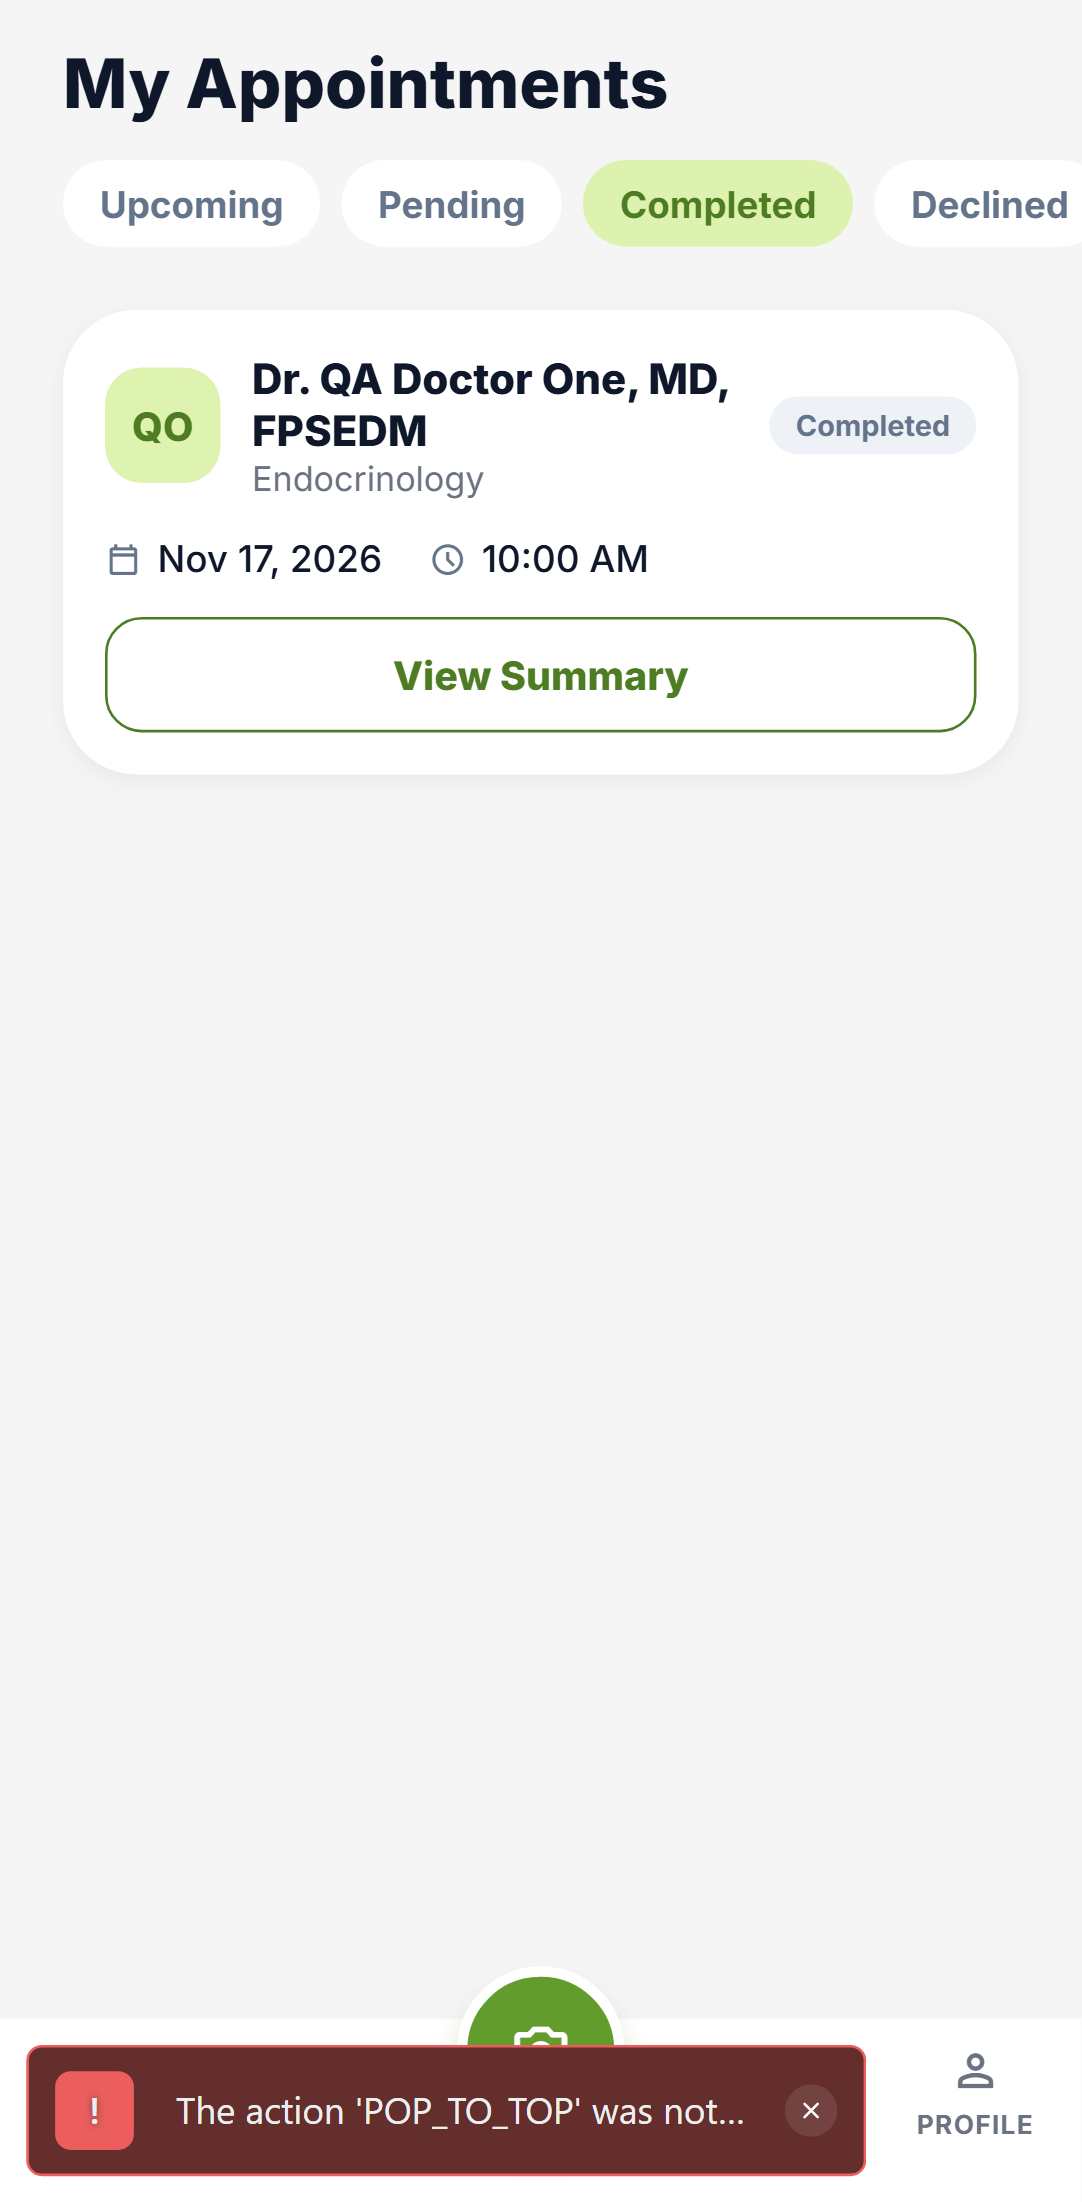 My Appointments
Upcoming
Pending
Completed
Declined
QO
Dr. QA Doctor One, MD,
FPSEDM
Endocrinology
Completed
Nov 17, 2026
10:00 AM
View Summary
!
The action 'POP_TO_TOP' was not...
PROFILE